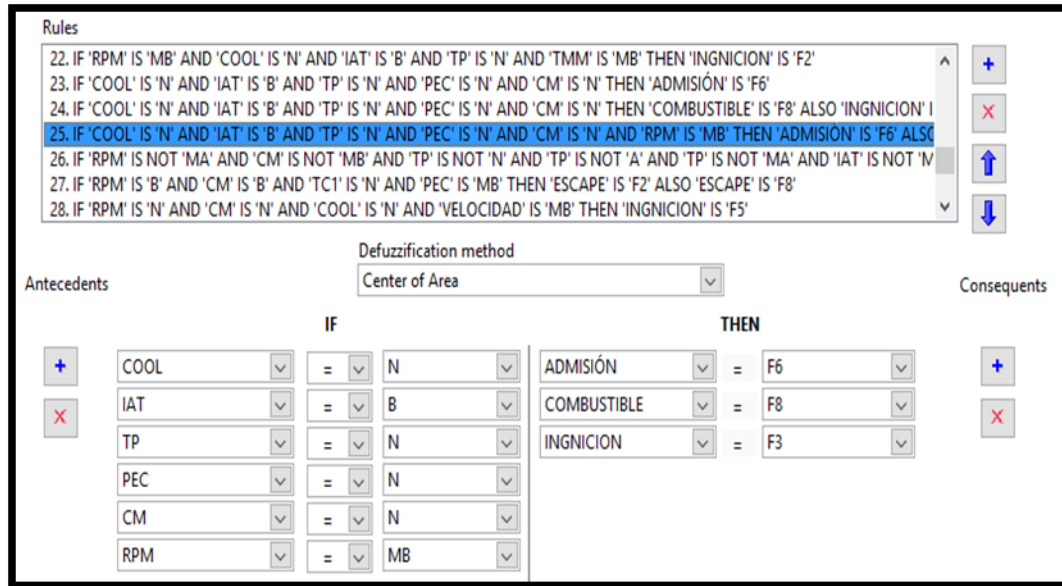 Rules
22. IF 'RPM' IS 'MB' AND 'COOL' IS 'N' AND 'IAT' IS 'B' AND 'TP' IS 'N' AND 'TMM' IS 'MB' THEN 'INGNICION' IS 'F2'
23. IF 'COOL' IS 'N' AND 'IAT' IS 'B' AND 'TP' IS 'N' AND 'PEC' IS 'N' AND 'CM' IS 'N' THEN 'ADMISIÓN' IS 'F6'
24. IF 'COOL' IS 'N' AND 'IAT' IS 'B' AND 'TP' IS 'N' AND 'PEC' IS 'N' AND 'CM' IS 'N' THEN 'COMBUSTIBLE' IS 'F8' ALSO 'INGNICION' I
25. IF 'COOL' IS 'N' AND 'IAT' IS 'B' AND 'TP' IS 'N' AND 'PEC' IS 'N' AND 'CM' IS 'N' AND 'RPM' IS 'MB' THEN 'ADMISIÓN' IS 'F6' ALSO
26. IF 'RPM' IS NOT 'MA' AND 'CM' IS NOT 'MB' AND 'TP' IS NOT 'N' AND 'TP' IS NOT 'A' AND 'TP' IS NOT 'MA' AND 'IAT' IS NOT 'M
27. IF 'RPM' IS 'B' AND 'CM' IS 'B' AND 'TC1' IS 'N' AND 'PEC' IS 'MB' THEN 'ESCAPE' IS 'F2' ALSO 'ESCAPE' IS 'F8'
28. IF 'RPM' IS 'N' AND 'CM' IS 'N' AND 'COOL' IS 'N' AND 'VELOCIDAD' IS 'MB' THEN 'INGNICION' IS 'F5'
Defuzzification method
Center of Area
Antecedents
Consequents
IF
THEN
COOL = N
ADMISIÓN = F6
IAT = B
COMBUSTIBLE = F8
TP = N
INGNICION = F3
PEC = N
CM = N
RPM = MB